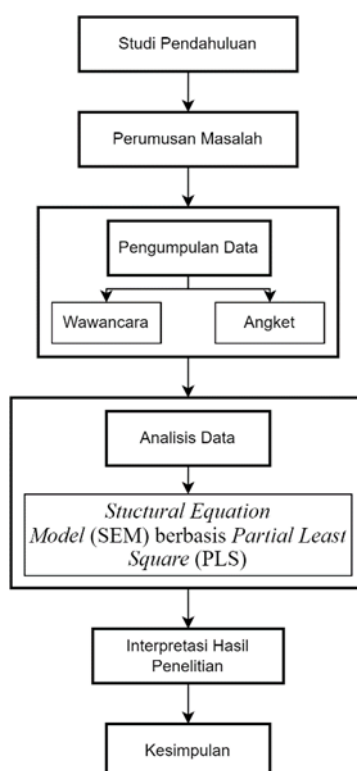 Studi Pendahuluan
Perumusan Masalah
Pengumpulan Data
Wawancara
Angket
Analisis Data
Stuctural Equation
Model (SEM) berbasis Partial Least
Square (PLS)
Interpretasi Hasil
Penelitian
Kesimpulan